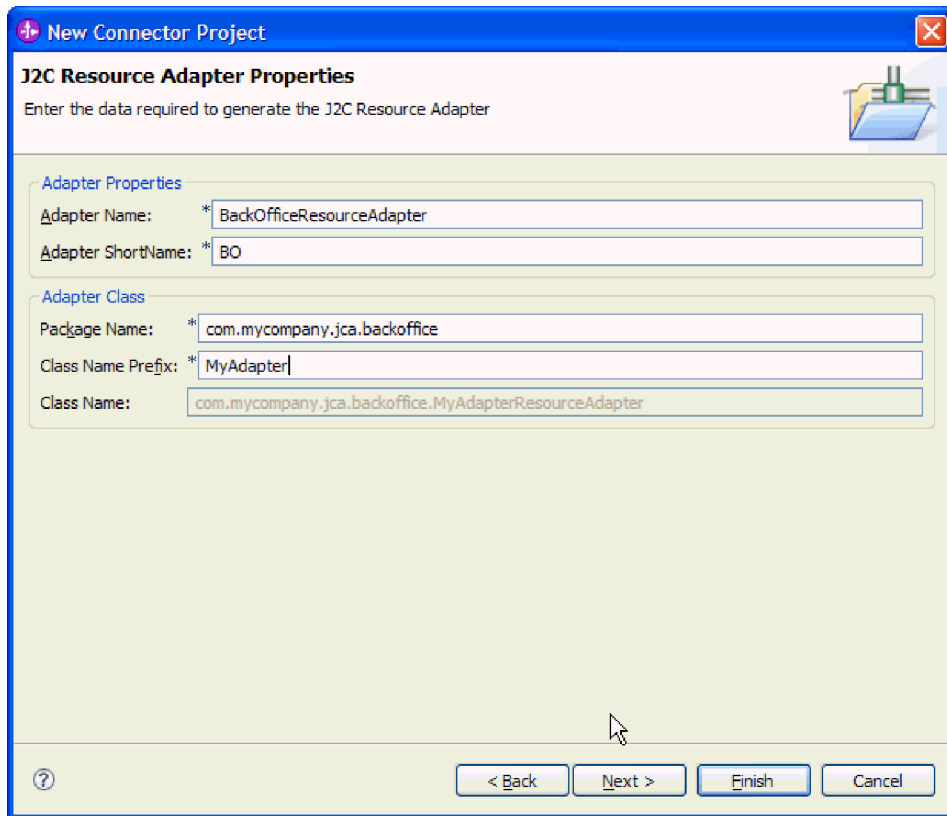 New Connector Project
J2C Resource Adapter Properties
Enter the data required to generate the J2C Resource Adapter
Adapter Properties
Adapter Name: * BackOfficeResourceAdapter
Adapter ShortName: * BO
Adapter Class
Package Name: * com.mycompany.jca.backoffice
Class Name Prefix: * MyAdapter
Class Name: com.mycompany.jca.backoffice.MyAdapterResourceAdapter
? < Back Next > Finish Cancel